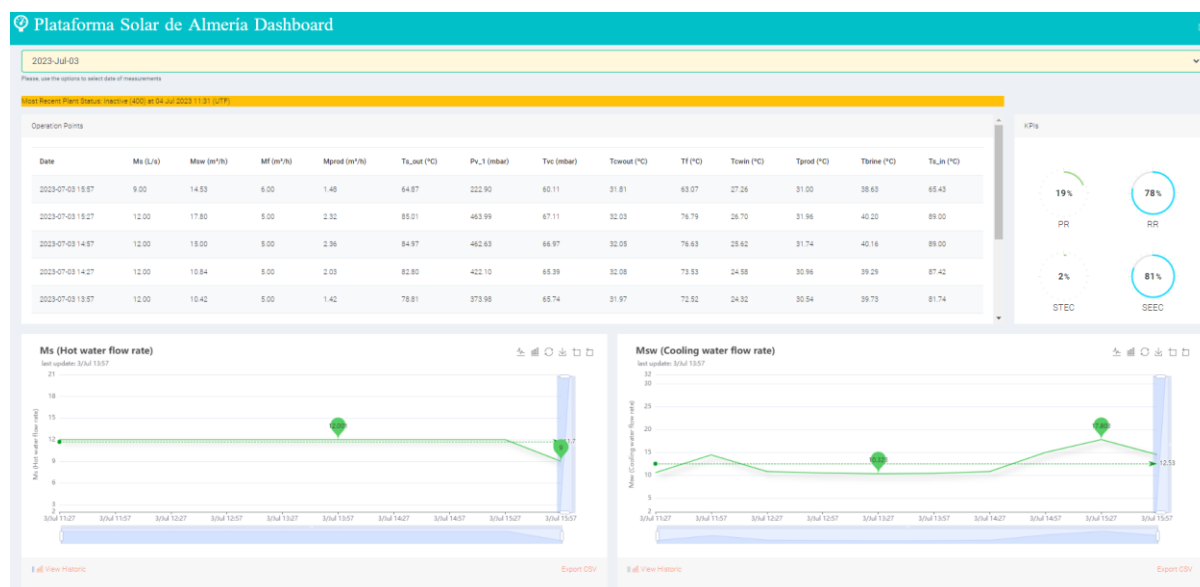 Plataforma Solar de Almería Dashboard
2023-Jul-03
Please, use the options to select date of measurements
Most Recent Plant Status: Inactive (400) at 04 Jul 2023 11:31 (UTF)
Operation Points
Date Ms (L/s) Msw (m³/h) Mf (m³/h) Mprod (m³/h) Ts_out (ºC) Pv_1 (mbar) Tvc (mbar) Tcwout (ºC) Tf (ºC) Tcwin (ºC) Tprod (ºC) Tbrine (ºC) Ts_in (ºC)
2023-07-03 15:57 9.00 14.53 6.00 1.48 64.87 222.90 60.11 31.81 63.07 27.26 31.00 38.63 65.43
2023-07-03 15:27 12.00 17.80 5.00 2.32 85.01 463.99 67.11 32.03 76.79 26.70 31.96 40.20 89.00
2023-07-03 14:57 12.00 15.00 5.00 2.36 84.97 462.63 66.97 32.05 76.63 25.62 31.74 40.16 89.00
2023-07-03 14:27 12.00 10.84 5.00 2.03 82.80 422.10 65.39 32.08 73.53 24.58 30.96 39.29 87.42
2023-07-03 13:57 12.00 10.42 5.00 1.42 78.81 373.98 65.74 31.97 72.52 24.32 30.54 39.73 81.74
KPIs
19% 78%
PR RR
2% 81%
STEC SEEC
Ms (Hot water flow rate)
last update: 3/Jul 13:57
Ms (Hot water flow rate)
21
18
15
12
9
6
3
2
12.001
9
11.7
3/Jul 11:27 3/Jul 11:57 3/Jul 12:27 3/Jul 12:57 3/Jul 13:27 3/Jul 13:57 3/Jul 14:27 3/Jul 14:57 3/Jul 15:27 3/Jul 15:57
View Historic Export CSV
Msw (Cooling water flow rate)
last update: 3/Jul 13:57
Msw (Cooling water flow rate)
32
30
25
20
15
10
5
2
17.803
12.53
3/Jul 11:27 3/Jul 11:57 3/Jul 12:27 3/Jul 12:57 3/Jul 13:27 3/Jul 13:57 3/Jul 14:27 3/Jul 14:57 3/Jul 15:27 3/Jul 15:57
View Historic Export CSV